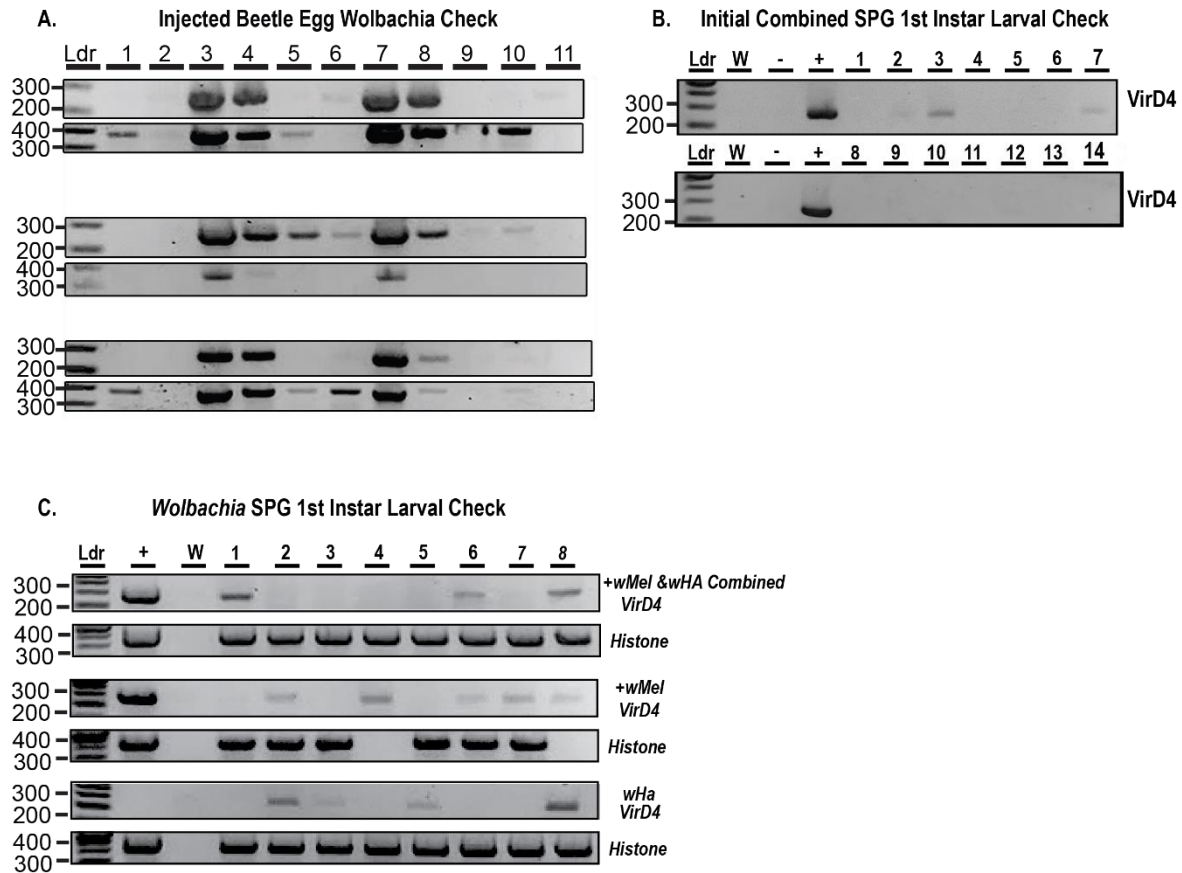 A. Injected Beetle Egg Wolbachia Check
Ldr 1 2 3 4 5 6 7 8 9 10 11
300
200
400
300
300
200
400
300
300
200
400
300
B. Initial Combined SPG 1st Instar Larval Check
Ldr W - + 1 2 3 4 5 6 7
300
200
VirD4
Ldr W - + 8 9 10 11 12 13 14
300
200
VirD4
C. Wolbachia SPG 1st Instar Larval Check
Ldr + W 1 2 3 4 5 6 7 8
300
200
+wMel &wHA Combined
VirD4
400
300
Histone
300
200
+wMel
VirD4
400
300
Histone
300
200
wHa
VirD4
400
300
Histone